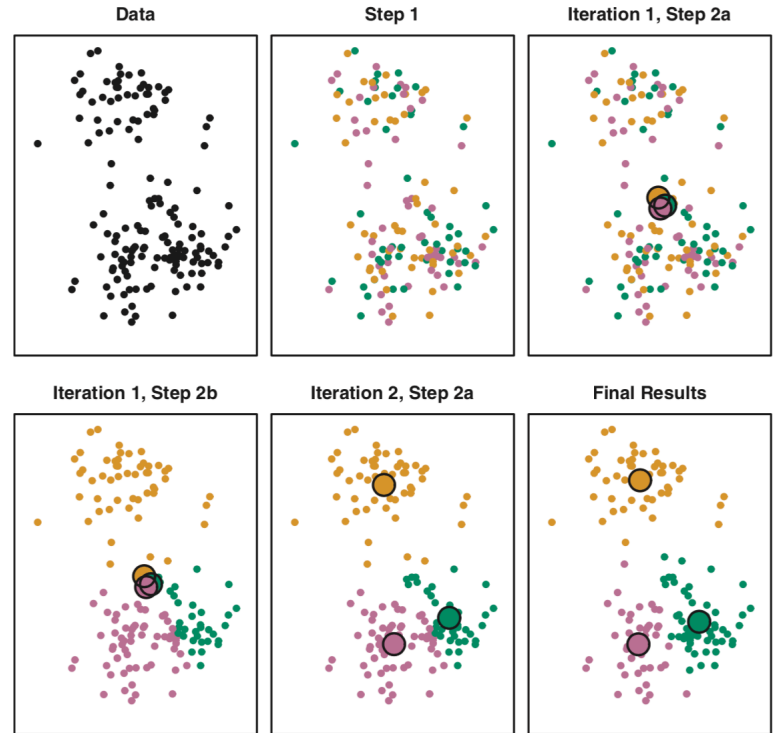 Data
Step 1
Iteration 1, Step 2a
Iteration 1, Step 2b
Iteration 2, Step 2a
Final Results